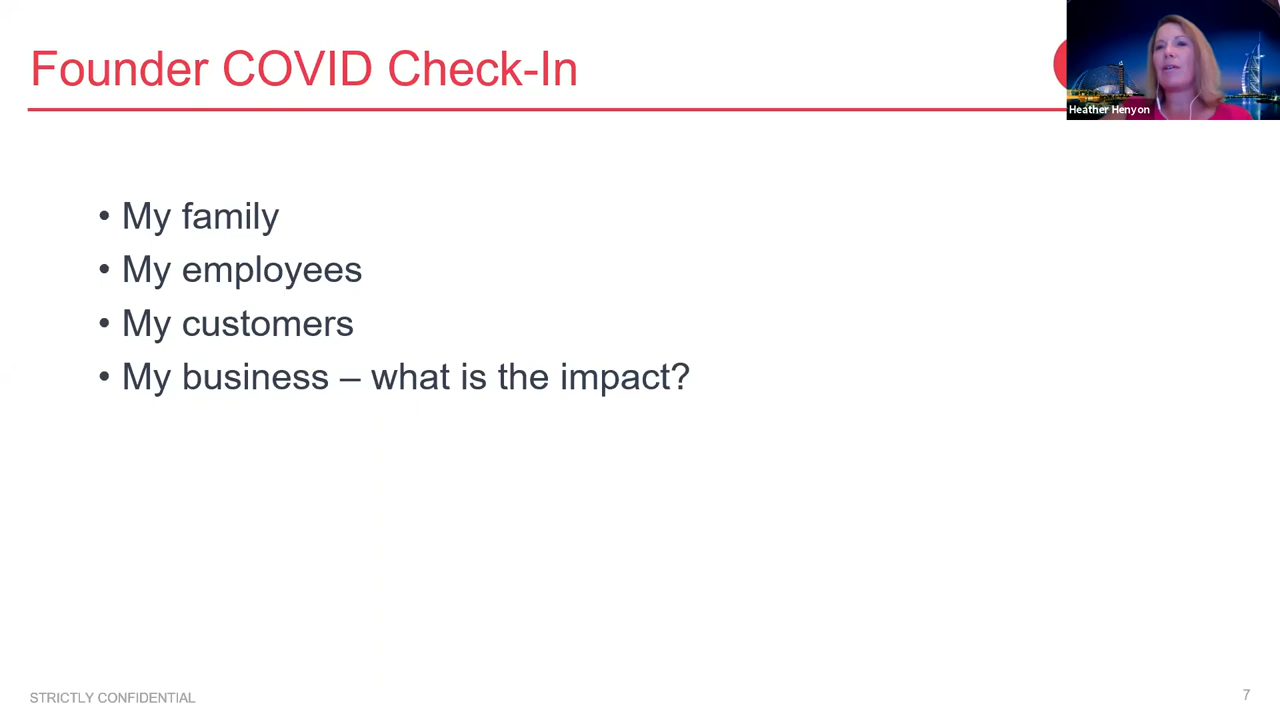 Founder COVID Check-In
Heather Henyon
• My family
• My employees
• My customers
• My business – what is the impact?
STRICTLY CONFIDENTIAL
7